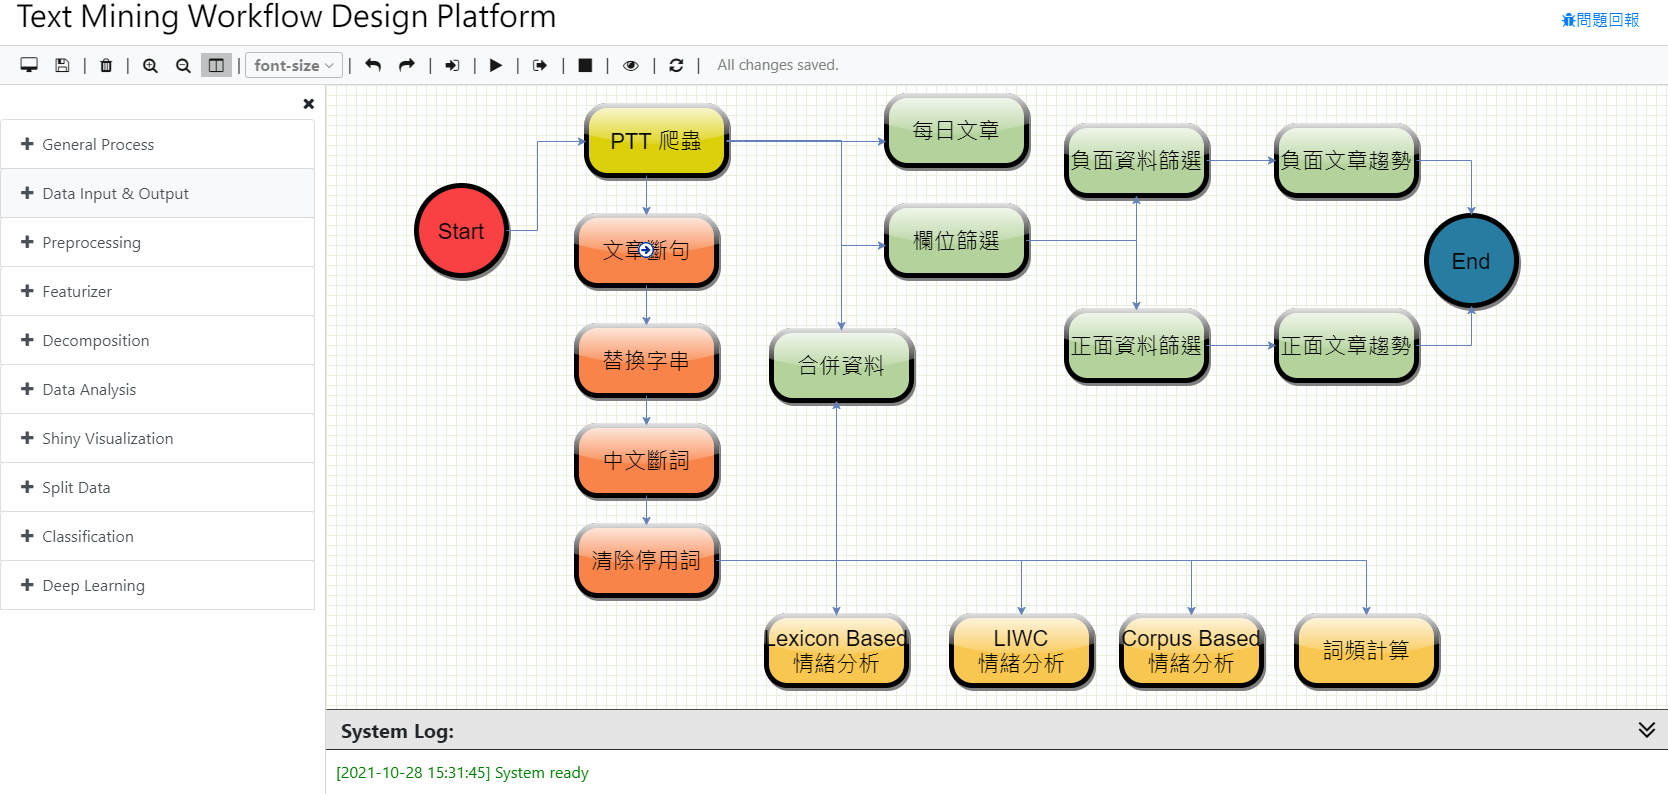 Text Mining Workflow Design Platform
問題回報
font-size
All changes saved.
General Process
Data Input & Output
Preprocessing
Featurizer
Decomposition
Data Analysis
Shiny Visualization
Split Data
Classification
Deep Learning
Start
PTT 爬蟲
每日文章
負面資料篩選
負面文章趨勢
文章斷句
欄位篩選
End
替換字串
合併資料
正面資料篩選
正面文章趨勢
中文斷詞
清除停用詞
Lexicon Based
情緒分析
LIWC
情緒分析
Corpus Based
情緒分析
詞頻計算
System Log:
[2021-10-28 15:31:45] System ready